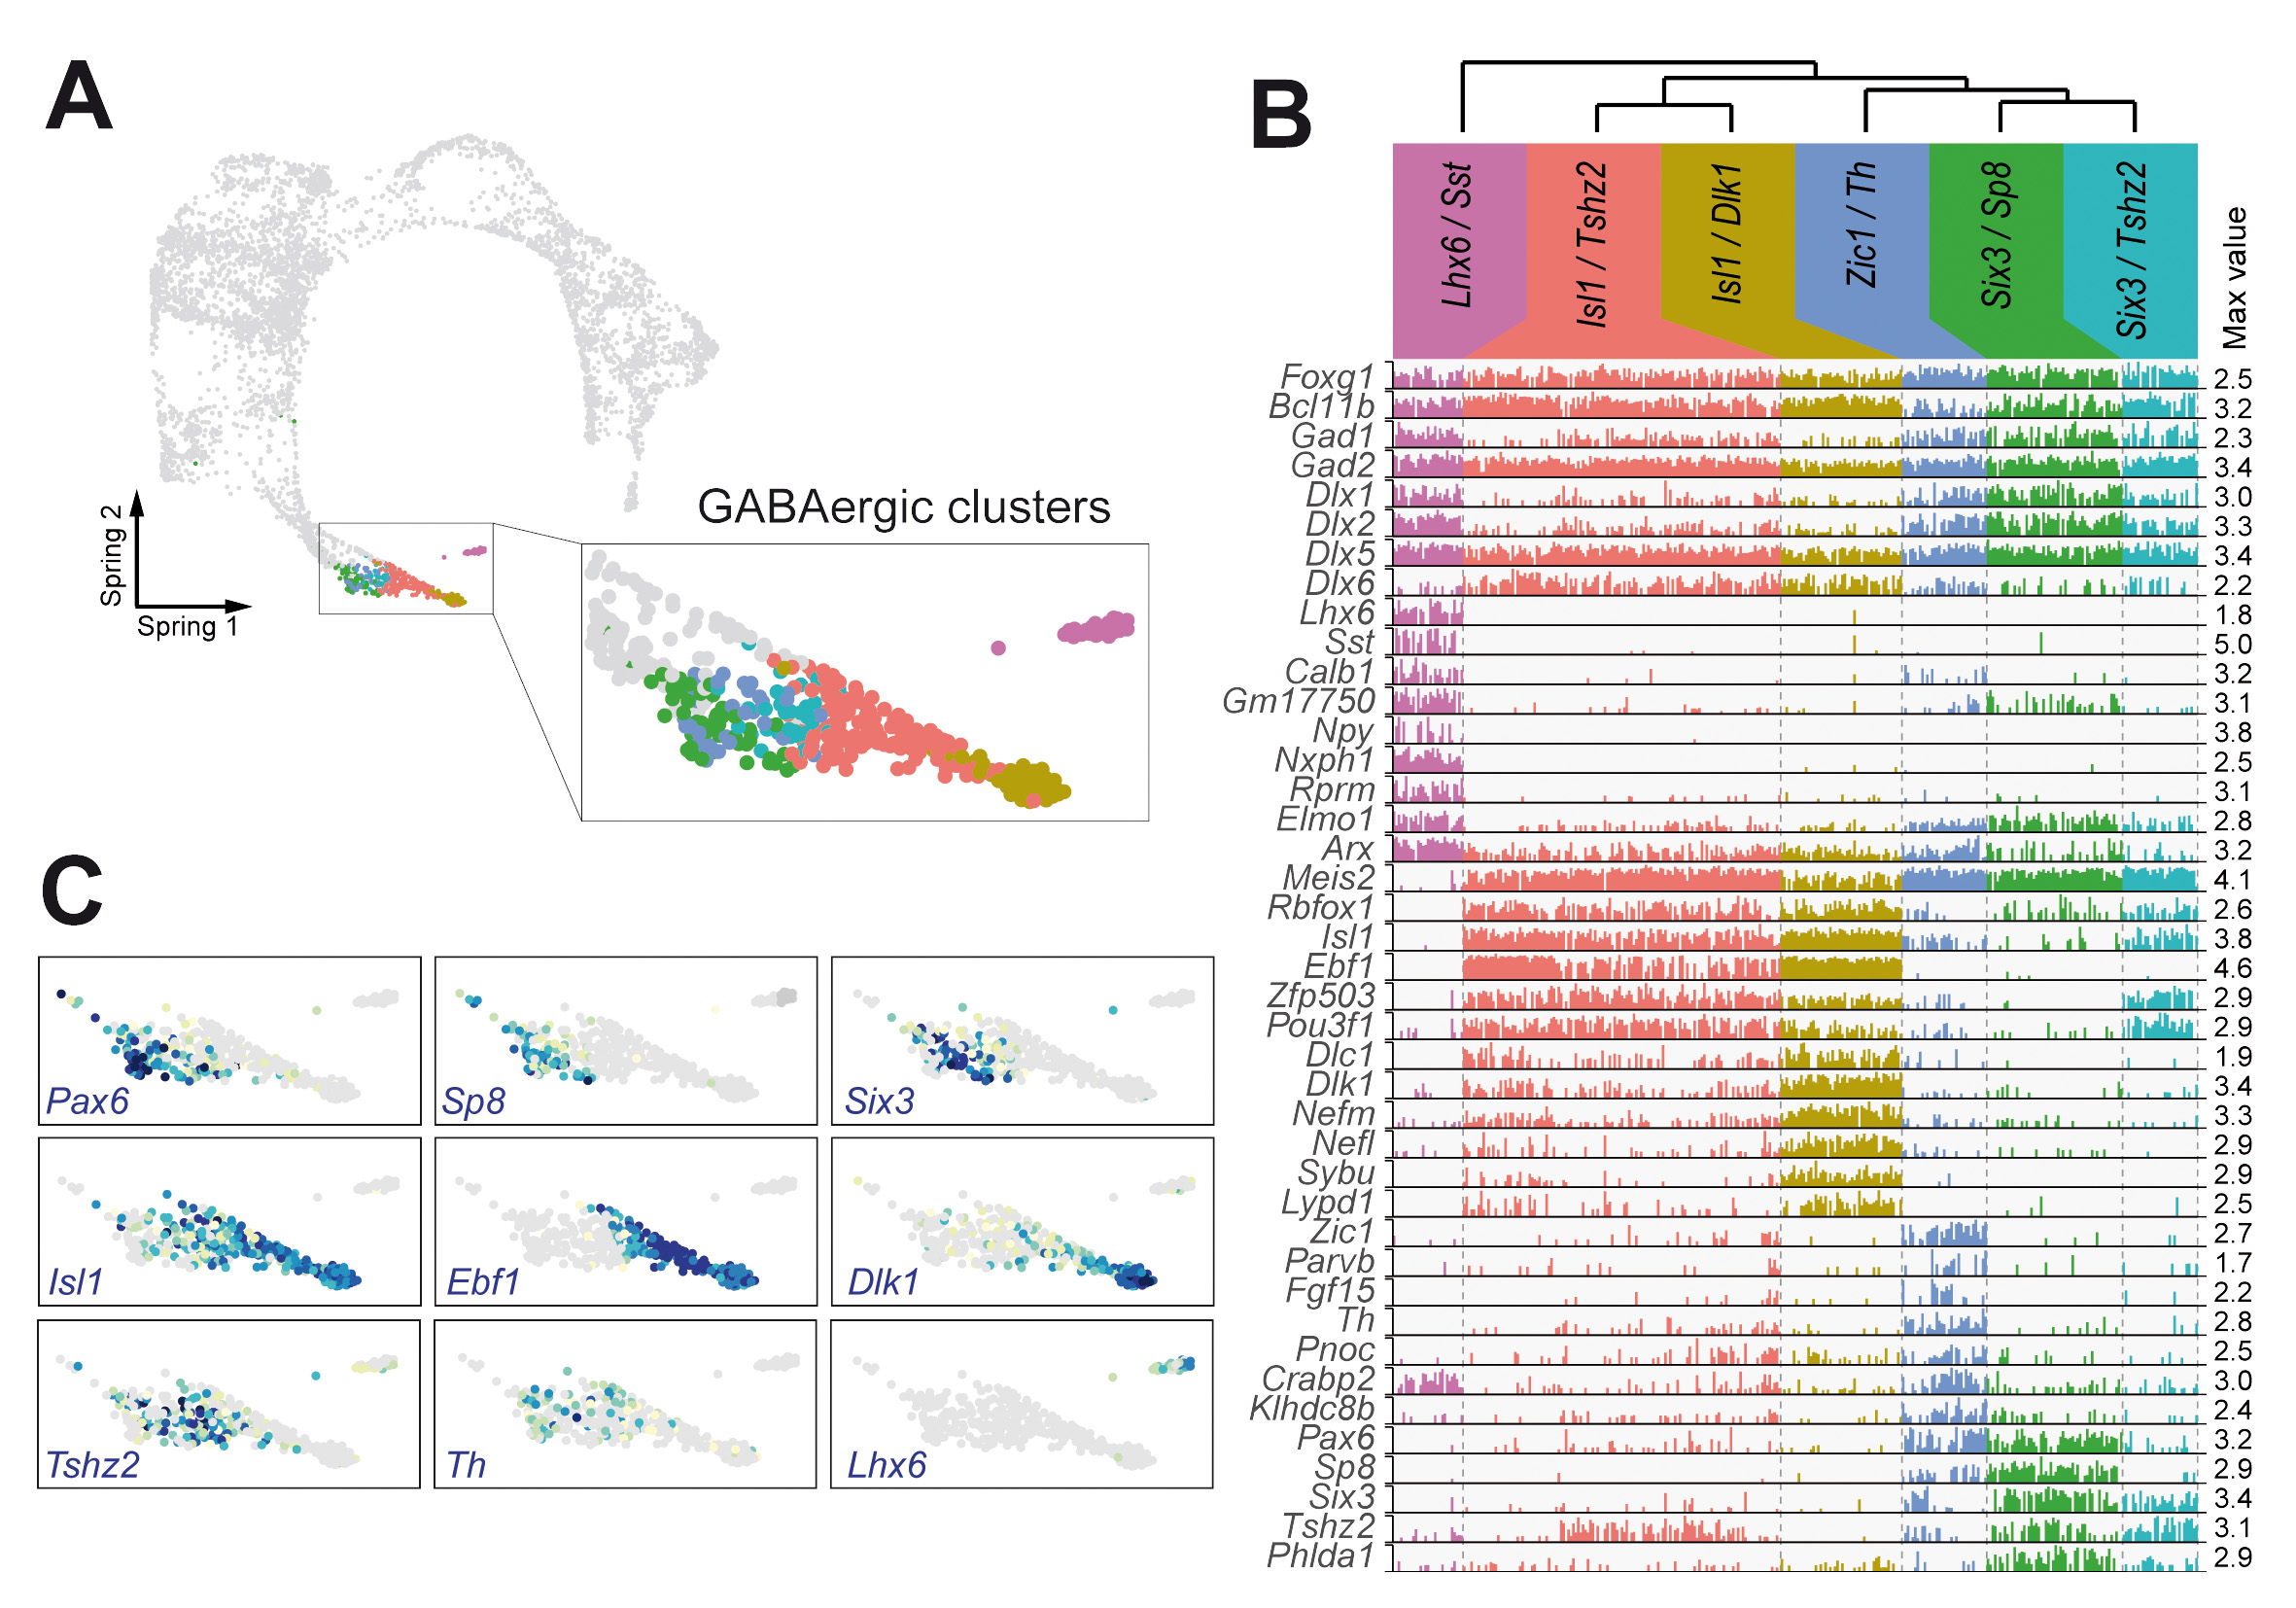 A
Spring 2
Spring 1
GABAergic clusters
B
Lhx6 / Sst
Isl1 / Tshz2
Isl1 / Dlk1
Zic1 / Th
Six3 / Sp8
Six3 / Tshz2
Max value
Foxg1 2.5
Bcl11b 3.2
Gad1 2.3
Gad2 3.4
Dlx1 3.0
Dlx2 3.3
Dlx5 3.4
Dlx6 2.2
Lhx6 1.8
Sst 5.0
Calb1 3.2
Gm17750 3.1
Npy 3.8
Nxph1 2.5
Rprm 3.1
Elmo1 2.8
Arx 3.2
Meis2 4.1
Rbfox1 2.6
Isl1 3.8
Ebf1 4.6
Zfp503 2.9
Pou3f1 2.9
Dlc1 1.9
Dlk1 3.4
Nefm 3.3
Nefl 2.9
Sybu 2.9
Lypd1 2.5
Zic1 2.7
Parvb 1.7
Fgf15 2.2
Th 2.8
Pnoc 2.5
Crabp2 3.0
Klhdc8b 2.4
Pax6 3.2
Sp8 2.9
Six3 3.4
Tshz2 3.1
Phlda1 2.9
C
Pax6
Sp8
Six3
Isl1
Ebf1
Dlk1
Tshz2
Th
Lhx6